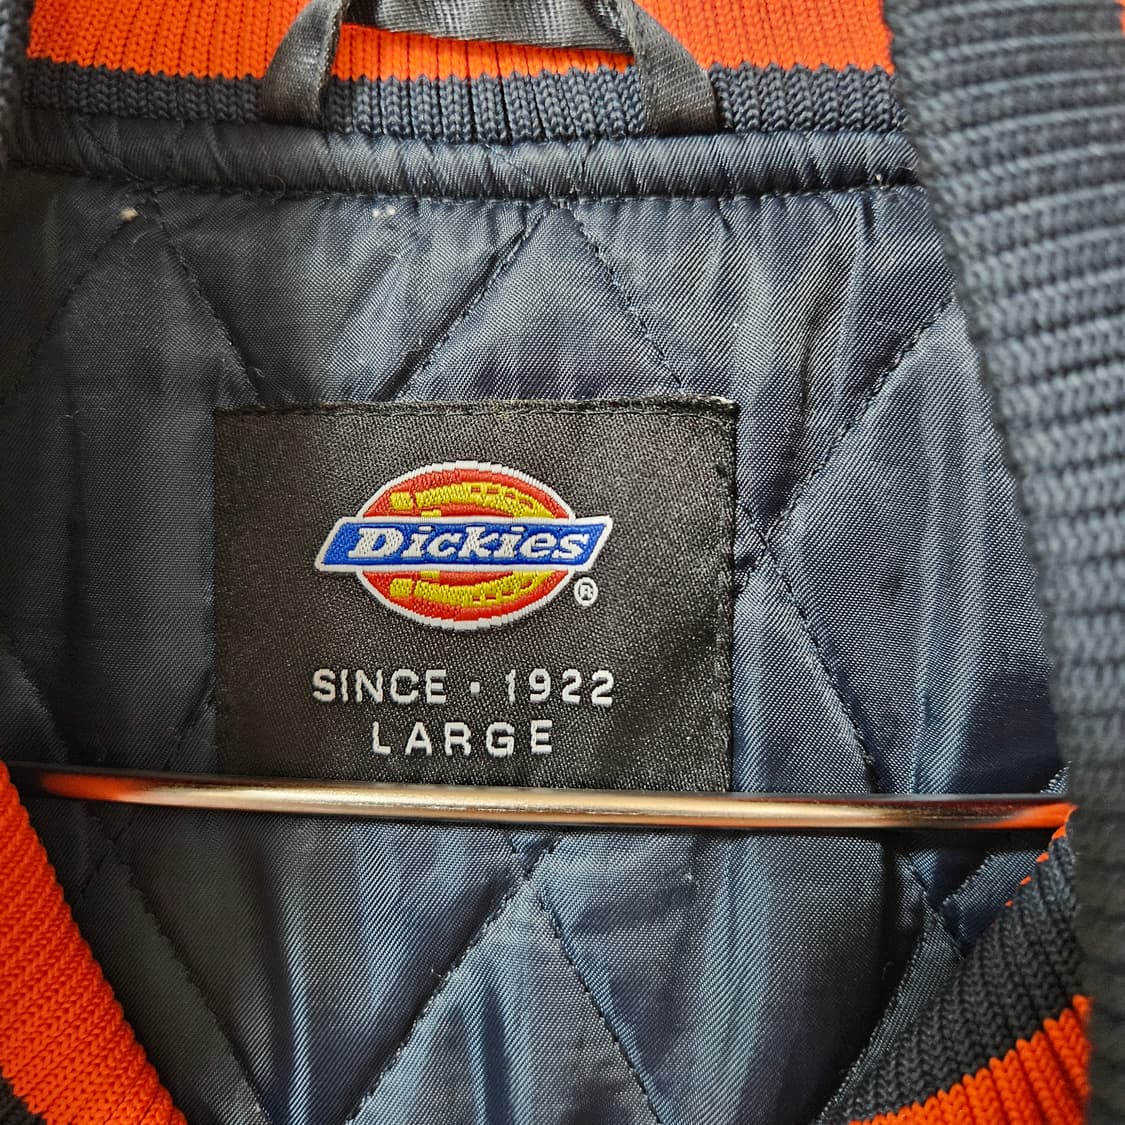 Dickies
®
SINCE · 1922
LARGE